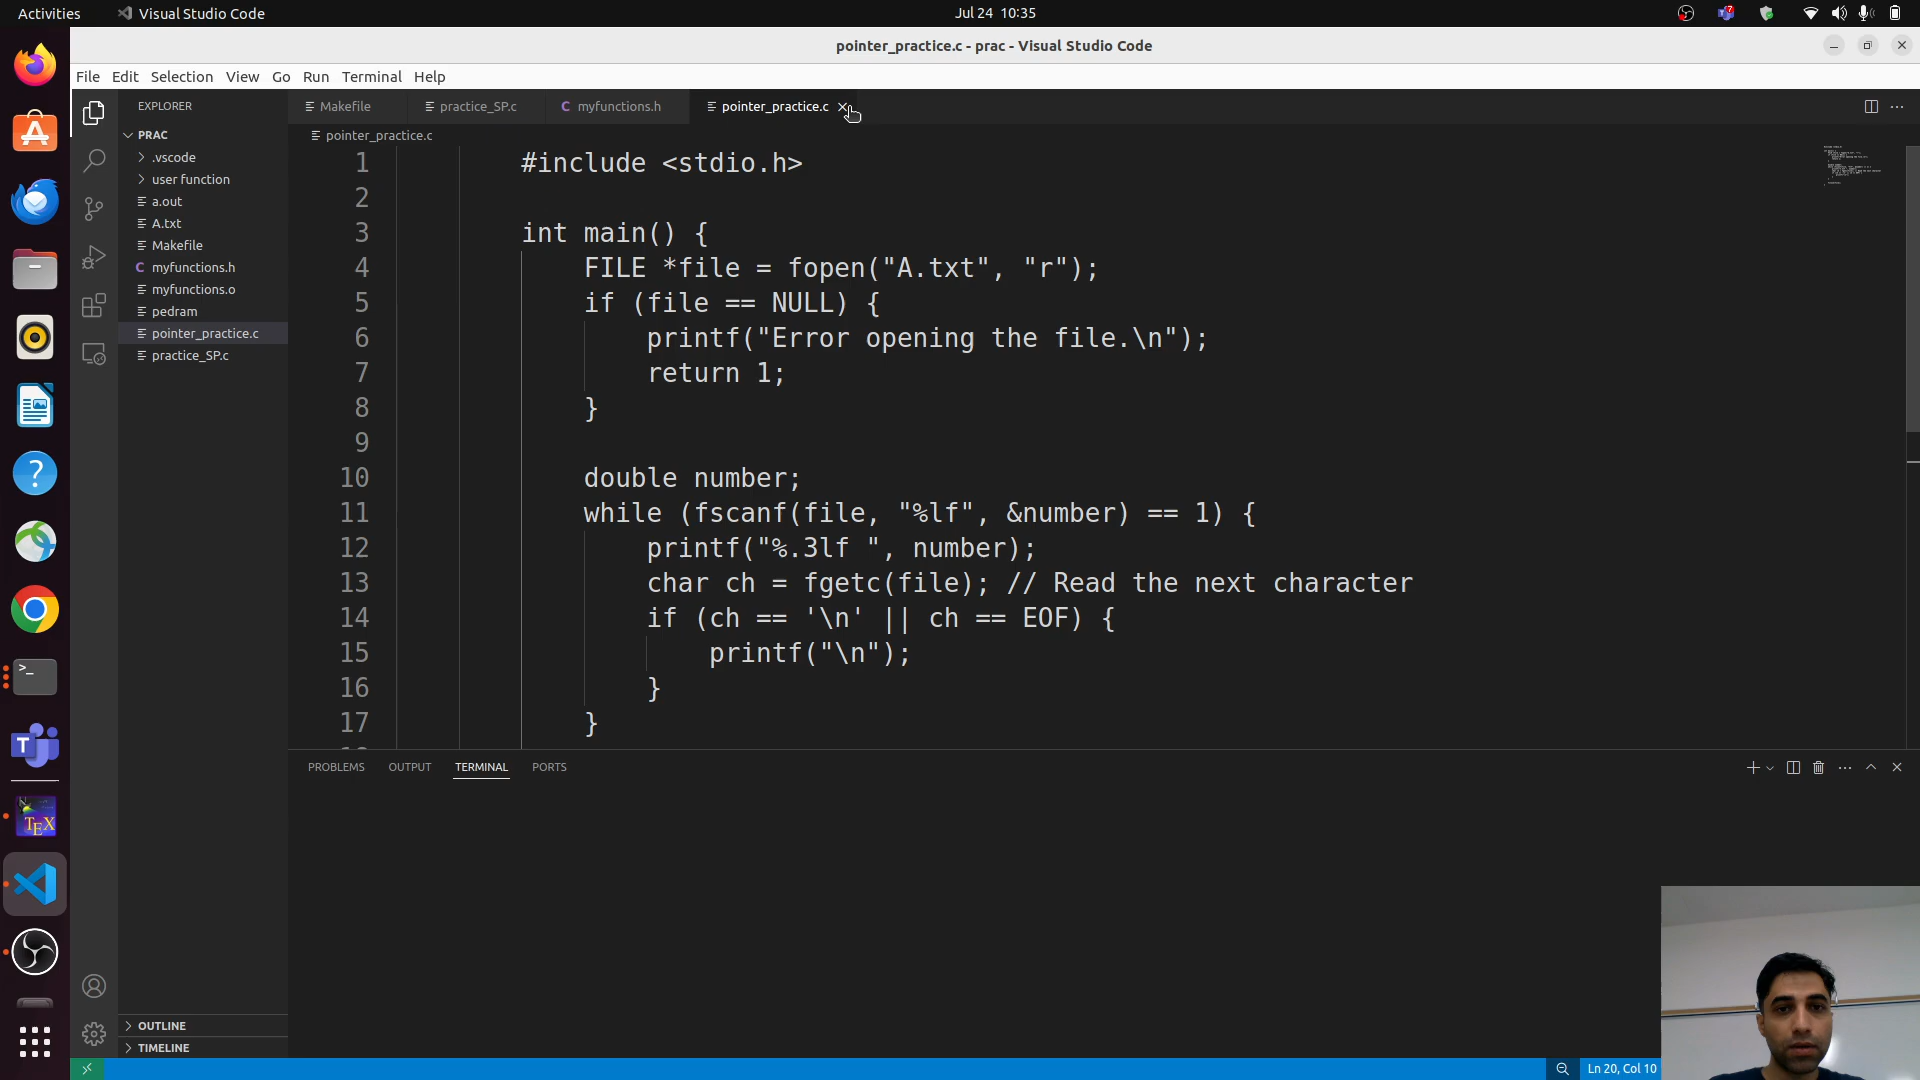 Activities
Visual Studio Code
Jul 24 10:35
pointer_practice.c - prac - Visual Studio Code
File Edit Selection View Go Run Terminal Help
EXPLORER
PRAC
.vscode
user function
a.out
A.txt
Makefile
myfunctions.h
myfunctions.o
pedram
pointer_practice.c
practice_SP.c
OUTLINE
TIMELINE
Makefile
practice_SP.c
myfunctions.h
pointer_practice.c
pointer_practice.c
1 #include <stdio.h>
2
3 int main() {
4 FILE *file = fopen("A.txt", "r");
5 if (file == NULL) {
6 printf("Error opening the file.\n");
7 return 1;
8 }
9
10 double number;
11 while (fscanf(file, "%lf", &number) == 1) {
12 printf("%.3lf ", number);
13 char ch = fgetc(file); // Read the next character
14 if (ch == '\n' || ch == EOF) {
15 printf("\n");
16 }
17 }
PROBLEMS OUTPUT TERMINAL PORTS
Ln 20, Col 10